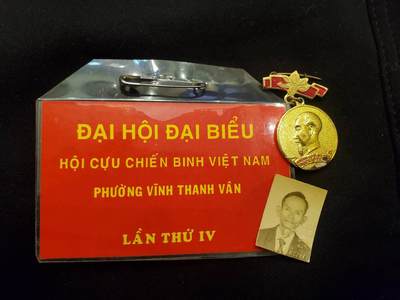 ĐẠI HỘI ĐẠI BIỂU
HỘI CỰU CHIẾN BINH VIỆT NAM
PHƯỜNG VĨNH THANH VÂN
LẦN THỨ IV